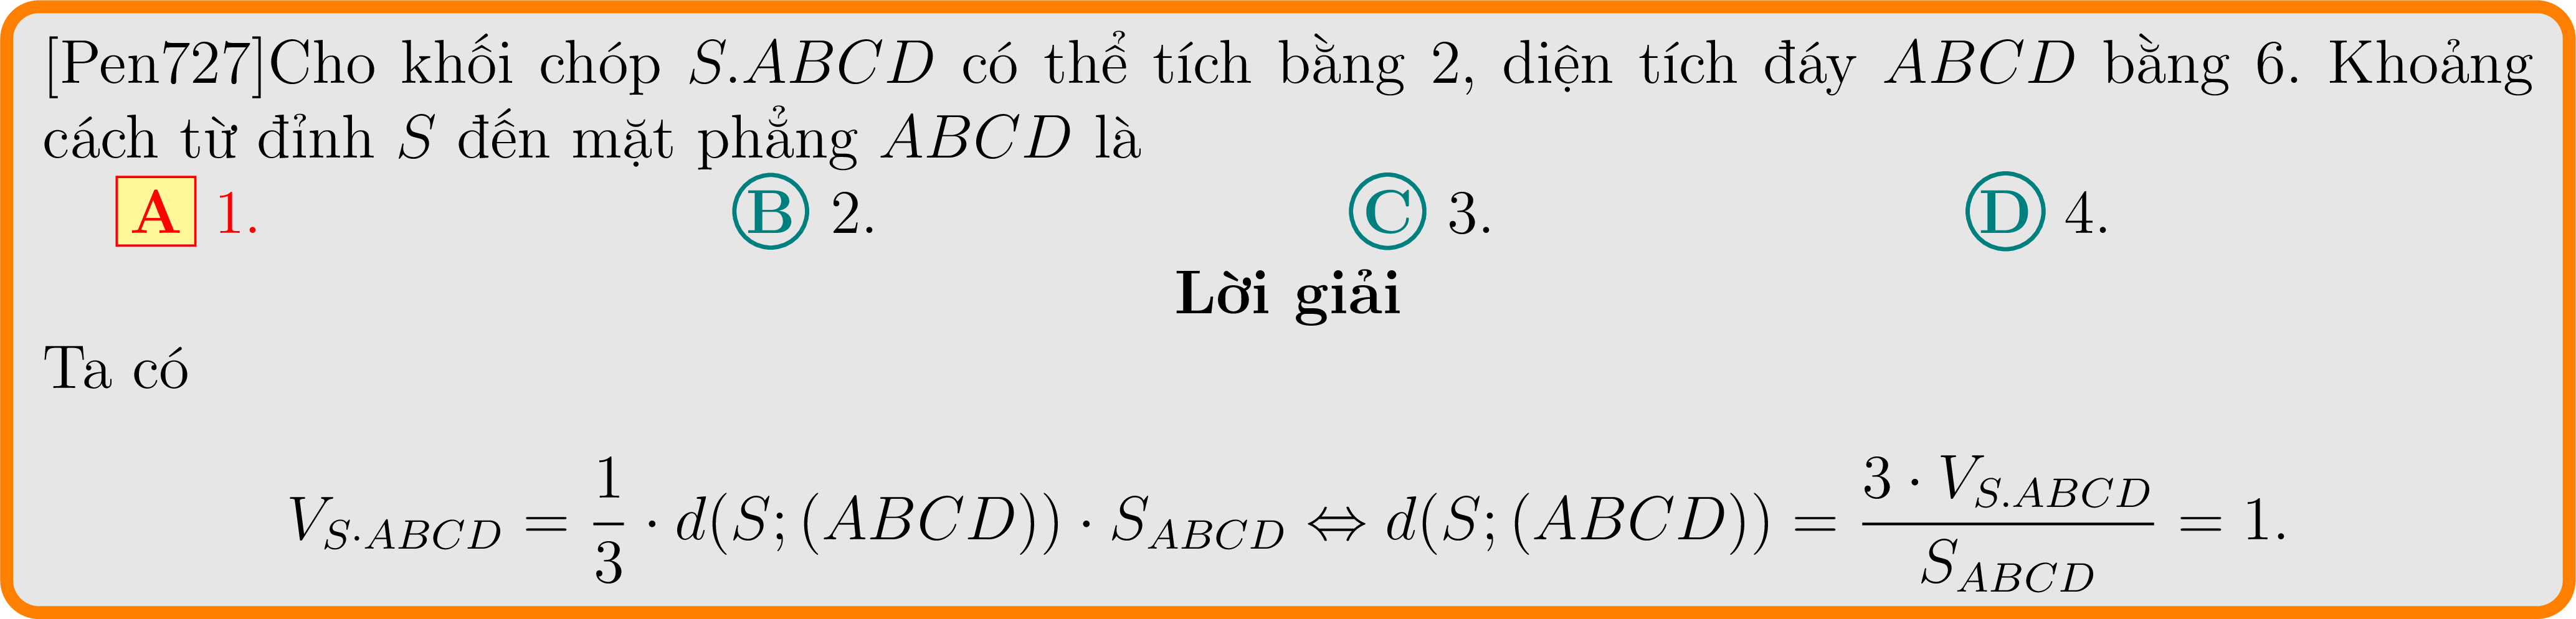 [Pen727]Cho khối chóp S.ABCD có thể tích bằng 2, diện tích đáy ABCD bằng 6. Khoảng
cách từ đỉnh S đến mặt phẳng ABCD là
A 1. B 2. C 3. D 4.
Lời giải
Ta có
$V_{S \cdot ABCD} = \frac{1}{3} \cdot d(S; (ABCD)) \cdot S_{ABCD} \Leftrightarrow d(S; (ABCD)) = \frac{3 \cdot V_{S.ABCD}}{S_{ABCD}} = 1.$